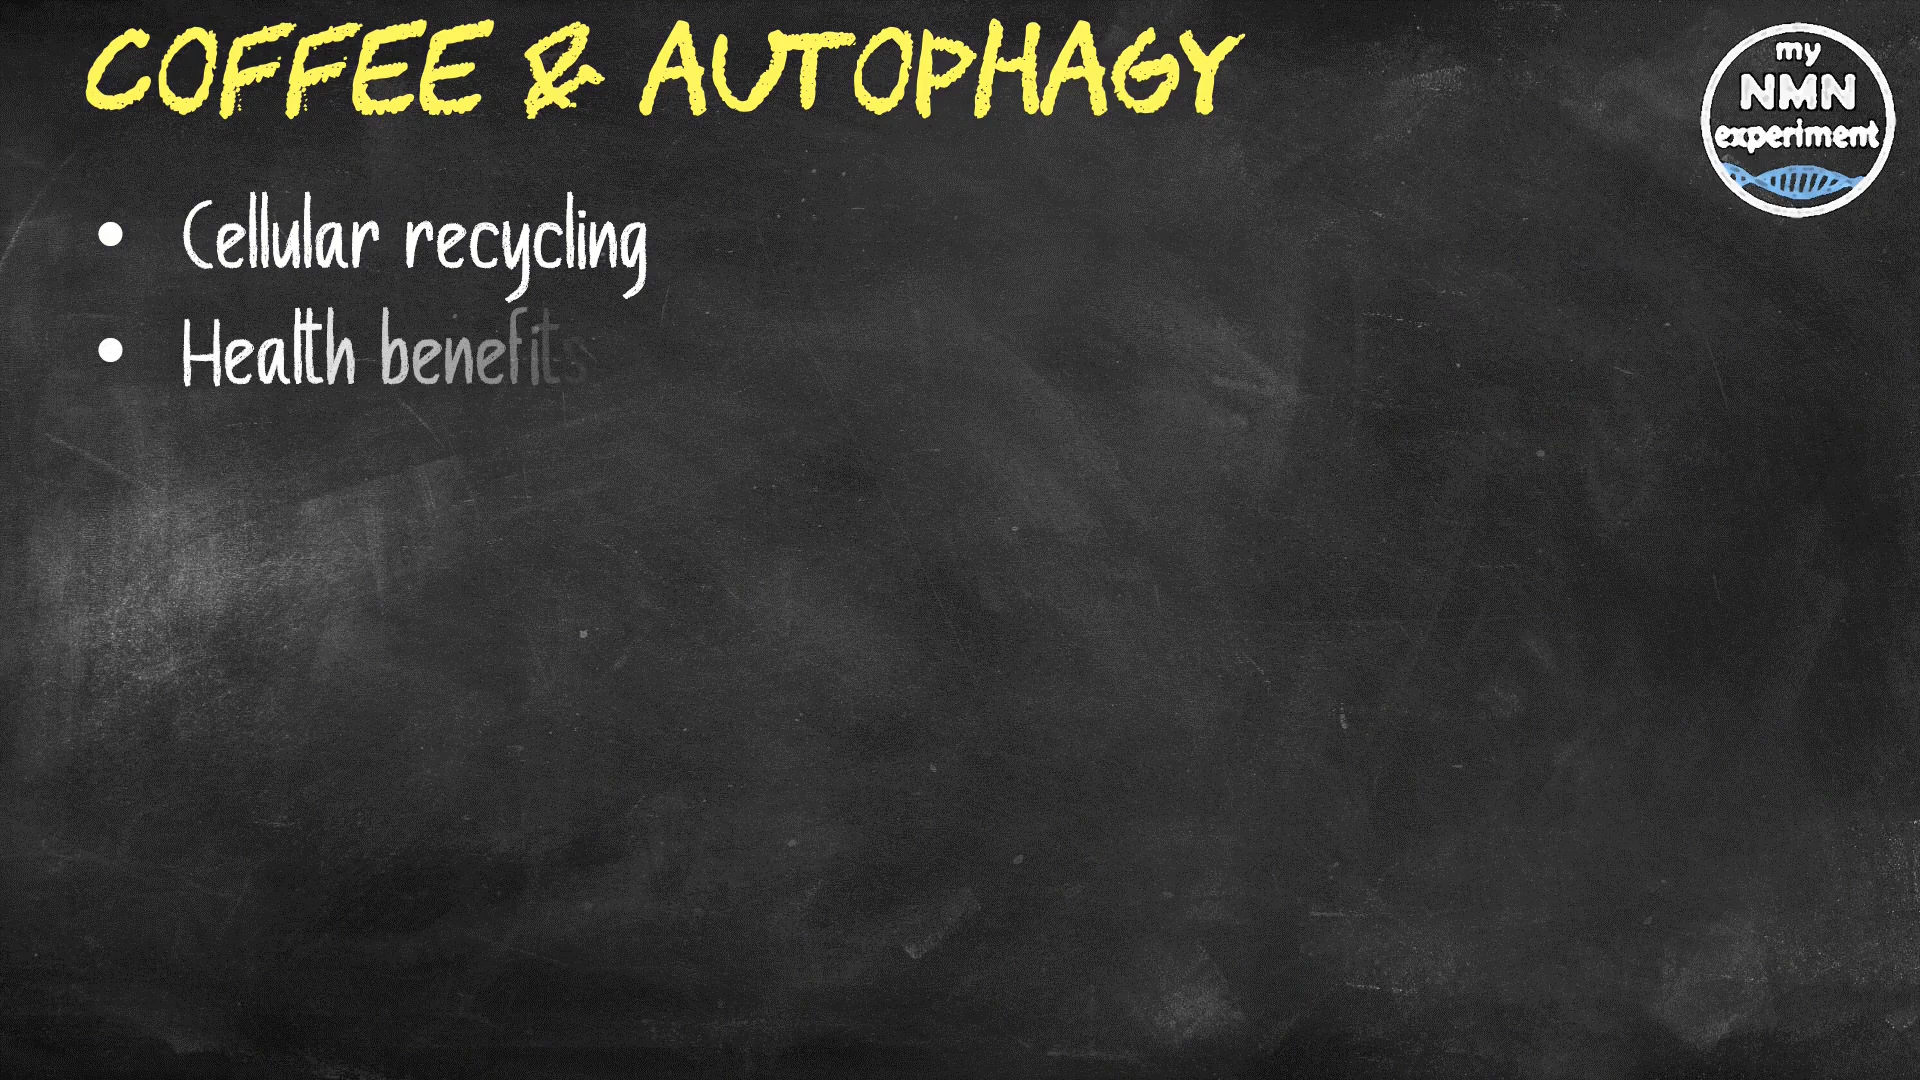 COFFEE & AUTOPHAGY
my
NMN
experiment
• Cellular recycling
• Health benefits